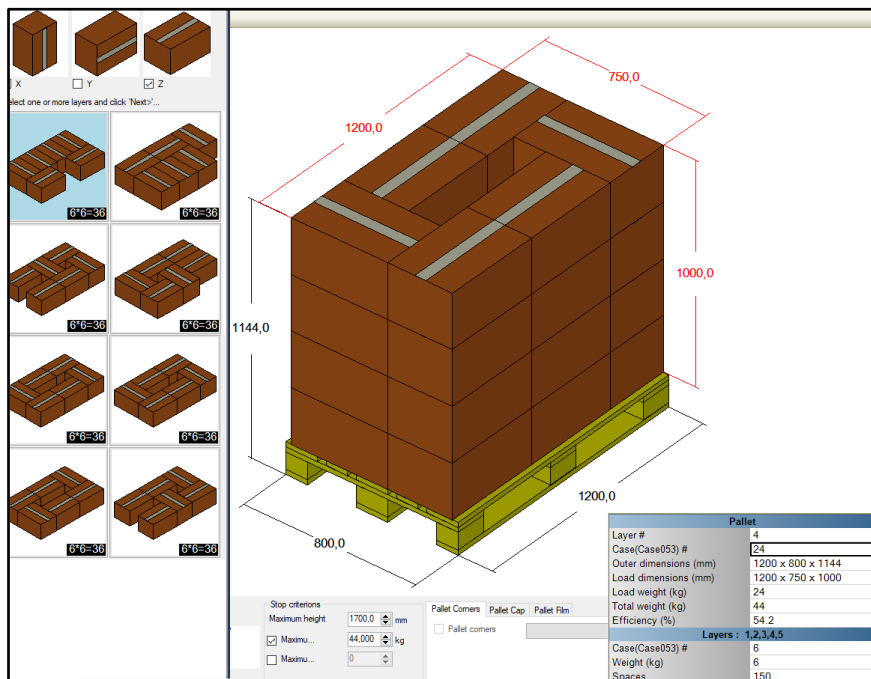 X Y Z
elect one or more layers and click 'Next>'...
6*6=36 6*6=36
6*6=36 6*6=36
6*6=36 6*6=36
6*6=36 6*6=36
750,0
1200,0
1000,0
1144,0
1200,0
800,0
Stop criterions
Maximum height 1700,0 mm
Maximu... 44,000 kg
Maximu... 0
Pallet Corners Pallet Cap Pallet Film
Pallet corners
Pallet
Layer # 4
Case(Case053) # 24
Outer dimensions (mm) 1200 x 800 x 1144
Load dimensions (mm) 1200 x 750 x 1000
Load weight (kg) 24
Total weight (kg) 44
Efficiency (%) 54.2
Layers : 1,2,3,4,5
Case(Case053) # 6
Weight (kg) 6
Spaces 150